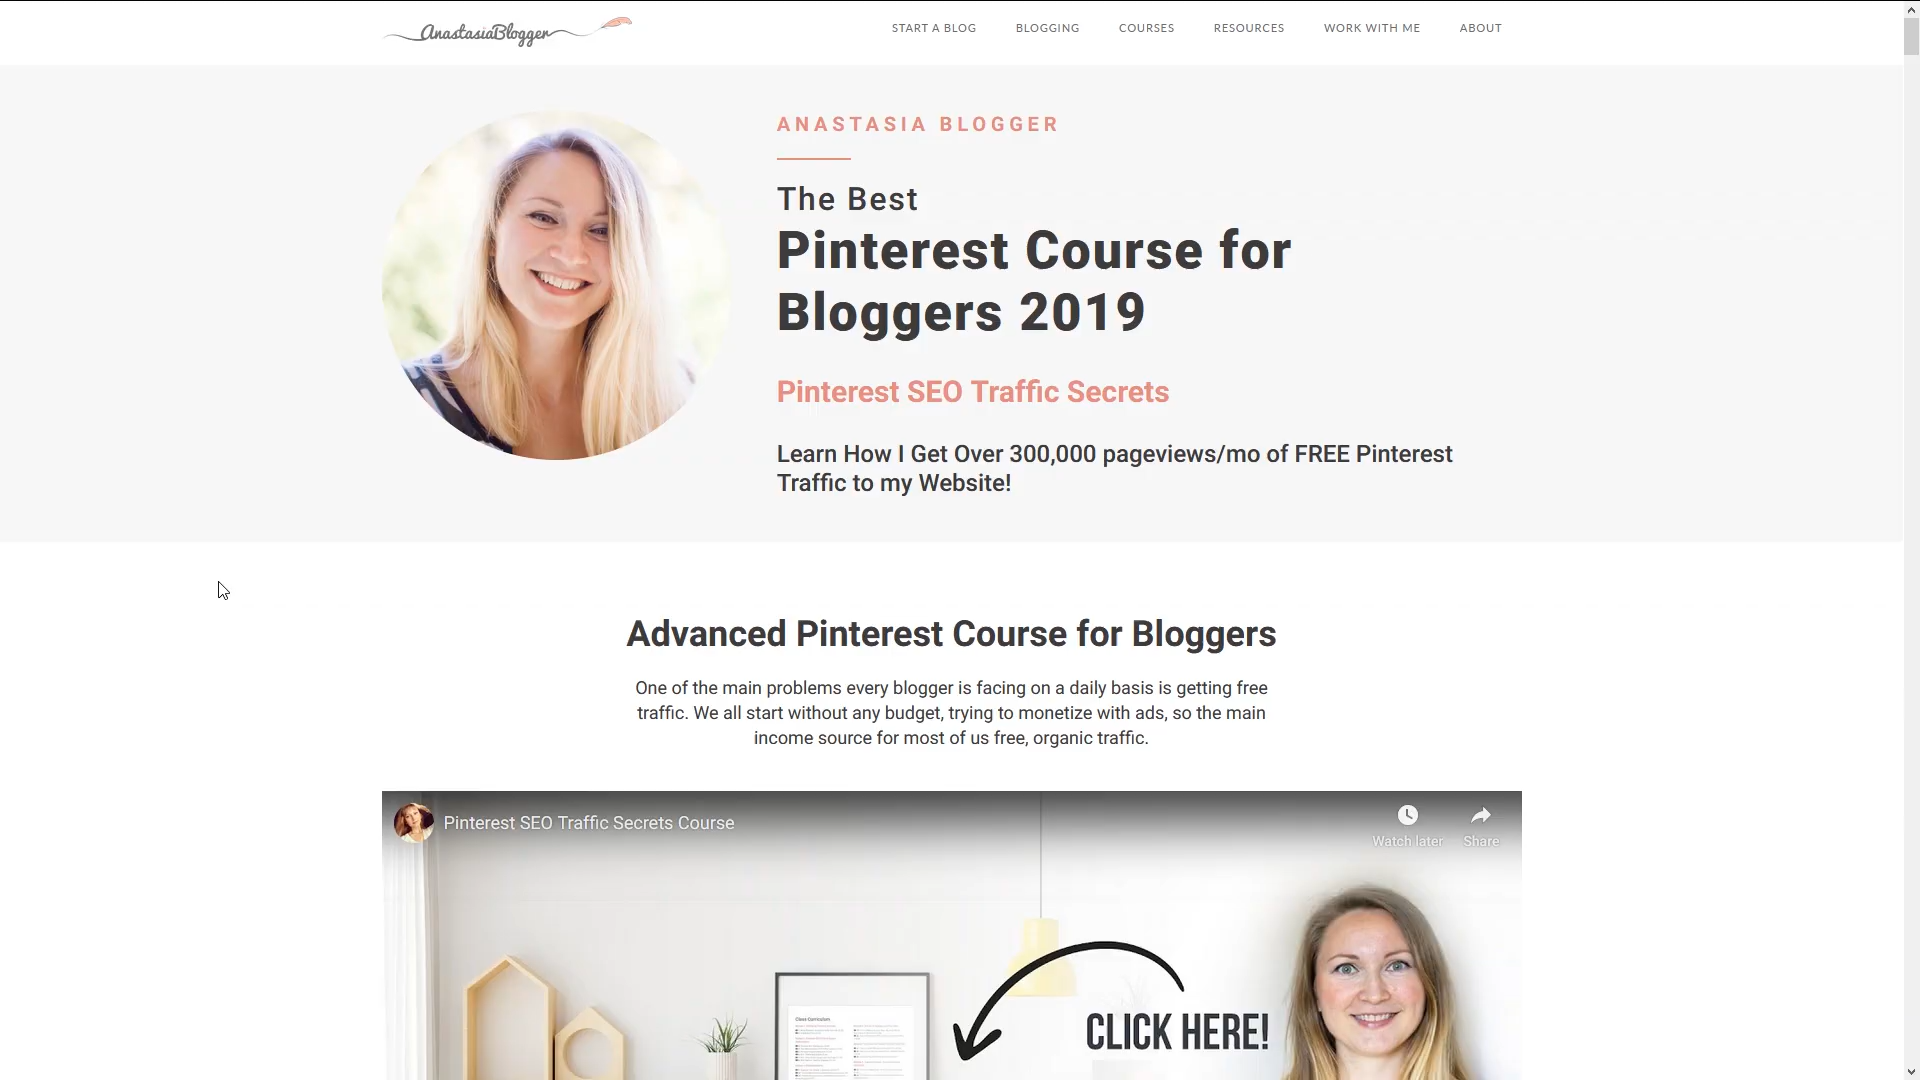 AnastasiaBlogger
START A BLOG BLOGGING COURSES RESOURCES WORK WITH ME ABOUT
ANASTASIA BLOGGER
The Best
Pinterest Course for
Bloggers 2019
Pinterest SEO Traffic Secrets
Learn How I Get Over 300,000 pageviews/mo of FREE Pinterest
Traffic to my Website!
Advanced Pinterest Course for Bloggers
One of the main problems every blogger is facing on a daily basis is getting free
traffic. We all start without any budget, trying to monetize with ads, so the main
income source for most of us free, organic traffic.
Pinterest SEO Traffic Secrets Course
Watch later Share
Class Curriculum
CLICK HERE!